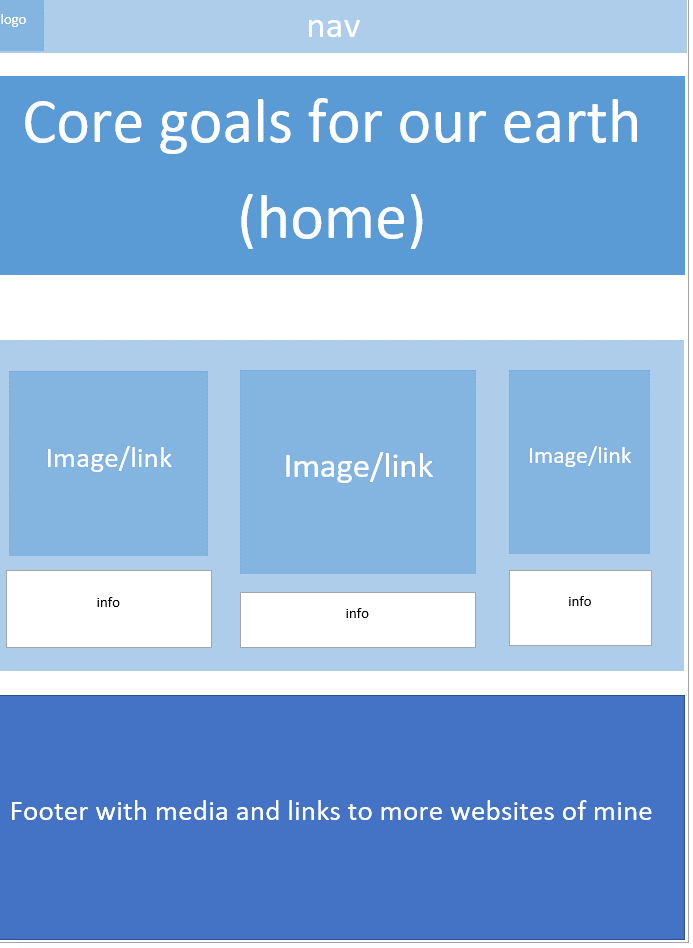 logo
nav
Core goals for our earth
(home)
Image/link
Image/link
Image/link
info
info
info
Footer with media and links to more websites of mine